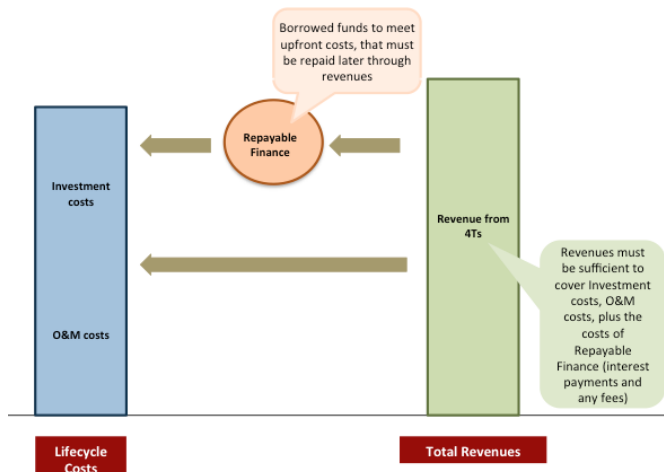 Borrowed funds to meet
upfront costs, that must
be repaid later through
revenues
Repayable
Finance
Investment
costs
Revenue from
4Ts
Revenues must
be sufficient to
cover Investment
costs, O&M
costs, plus the
costs of
Repayable
Finance (interest
payments and
any fees)
O&M costs
Lifecycle
Costs
Total Revenues